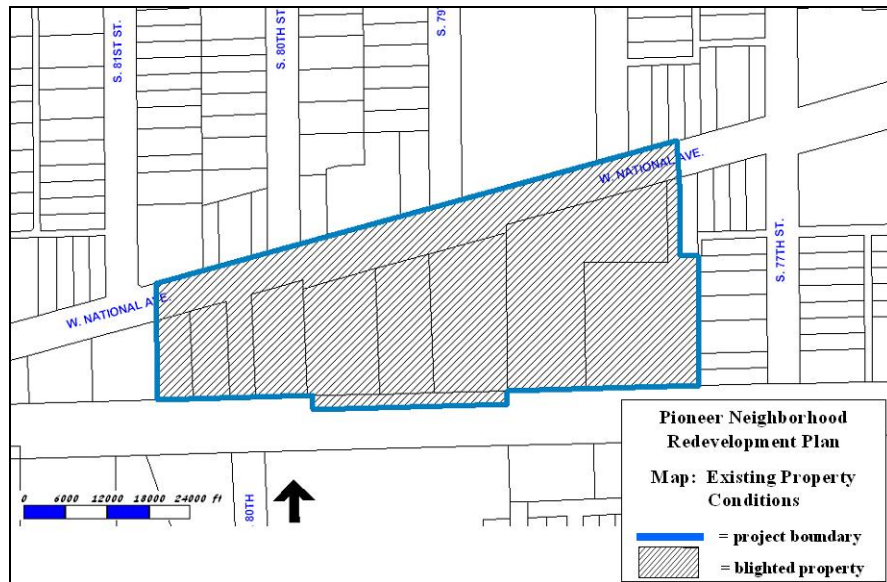 S. 81ST ST.
S. 80TH ST.
S. 79
W. NATIONAL AVE.
W. NATIONAL AVE.
S. 77TH ST.
80TH
0 6000 12000 18000 24000 ft
Pioneer Neighborhood
Redevelopment Plan
Map: Existing Property
Conditions
= project boundary
= blighted property